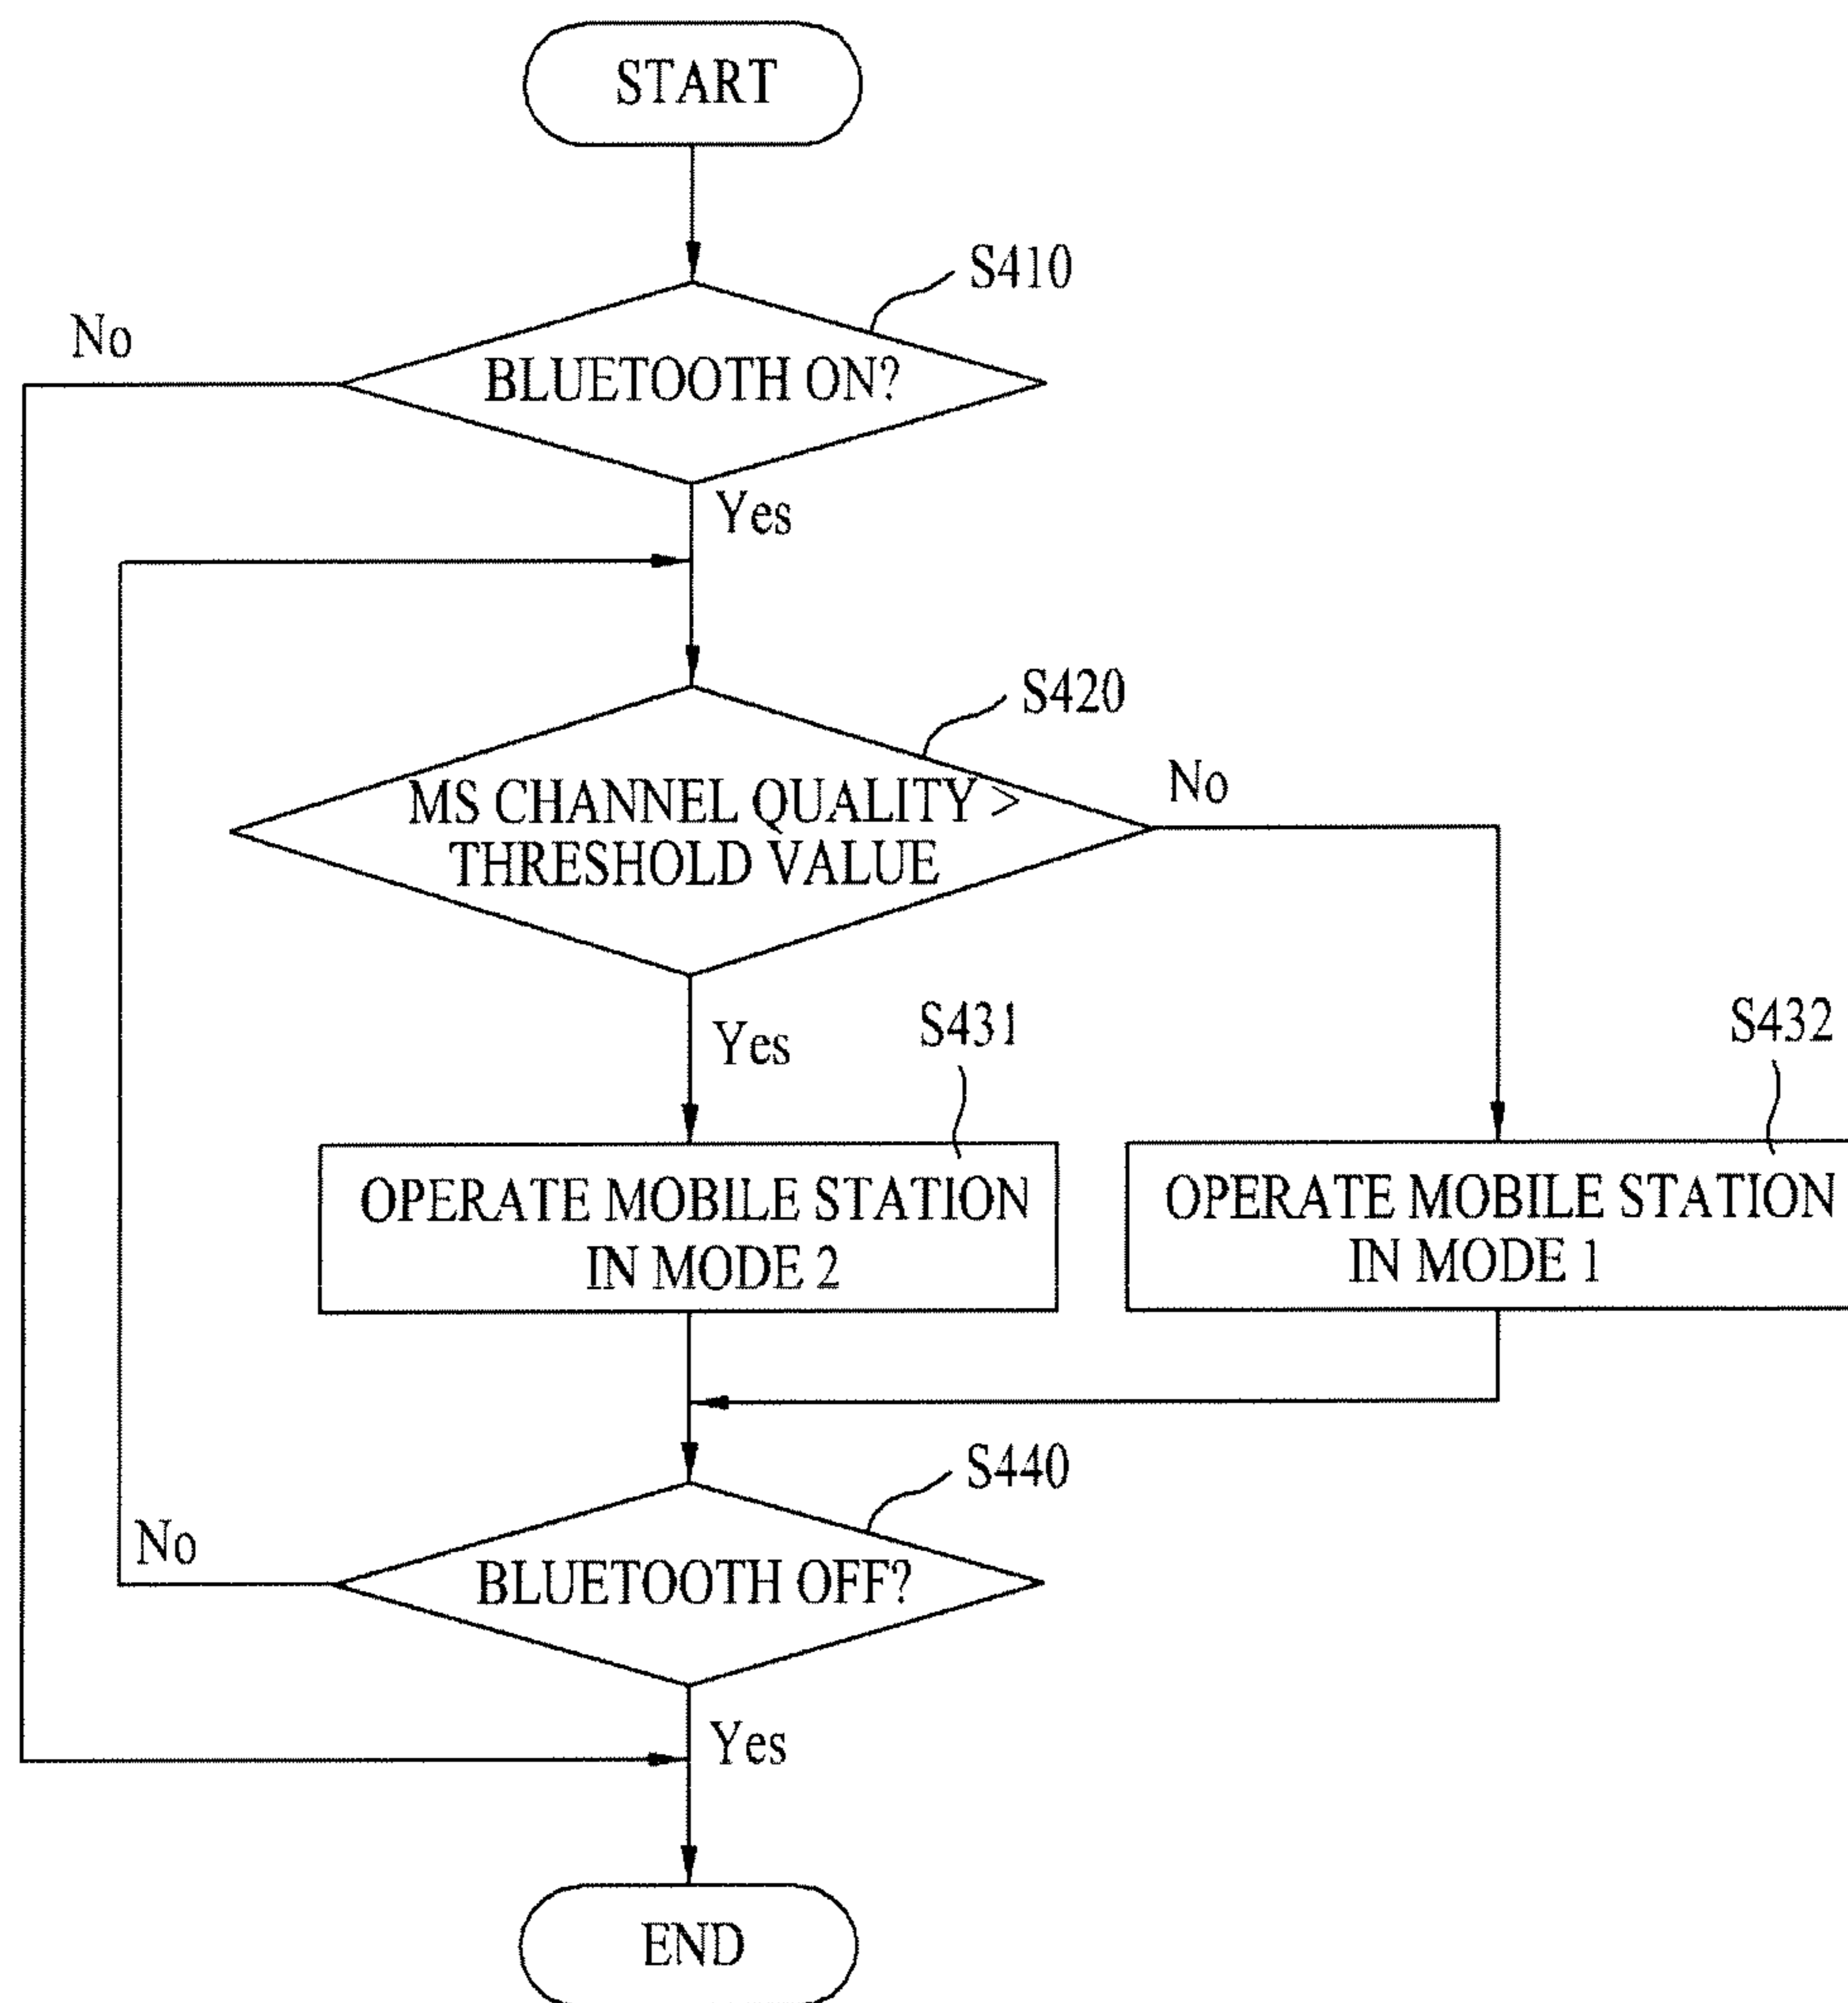 START
S410
No
BLUETOOTH ON?
Yes
S420
MS CHANNEL QUALITY >
THRESHOLD VALUE
No
Yes
S431
S432
OPERATE MOBILE STATION
IN MODE 2
OPERATE MOBILE STATION
IN MODE 1
S440
No
BLUETOOTH OFF?
Yes
END